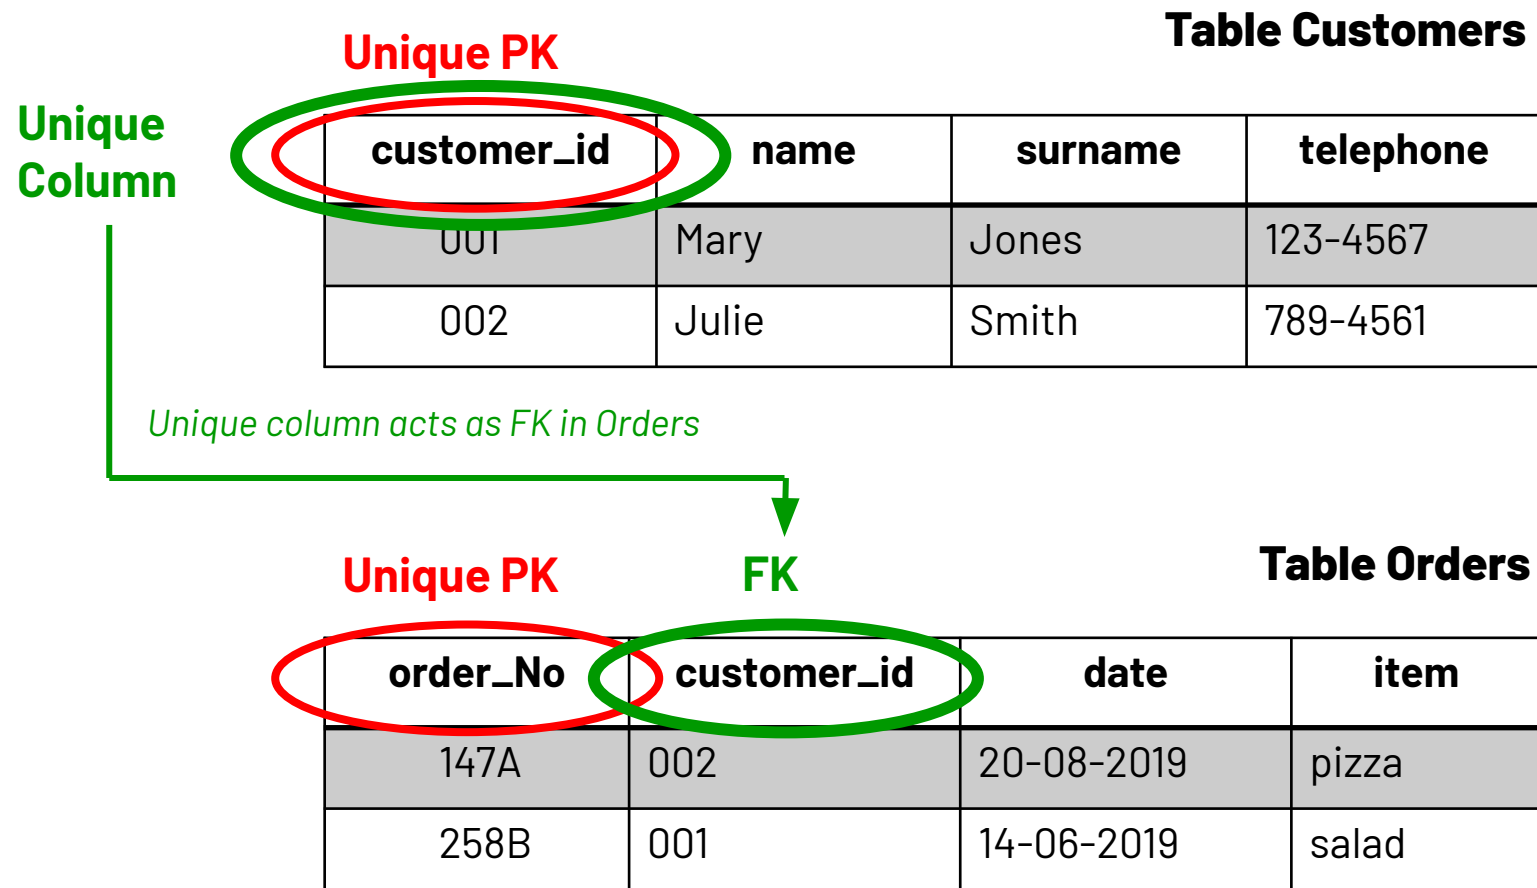 Table Customers
Unique PK
Unique
Column
customer_id name surname telephone
001 Mary Jones 123-4567
002 Julie Smith 789-4561
Unique column acts as FK in Orders
Unique PK FK Table Orders
order_No customer_id date item
147A 002 20-08-2019 pizza
258B 001 14-06-2019 salad